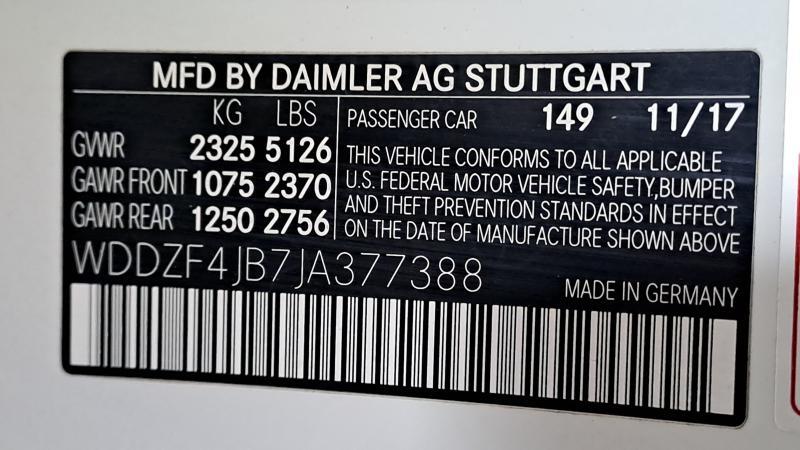 MFD BY DAIMLER AG STUTTGART
KG LBS
GVWR 2325 5126
GAWR FRONT 1075 2370
GAWR REAR 1250 2756
PASSENGER CAR 149 - 11/17
THIS VEHICLE CONFORMS TO ALL APPLICABLE
U.S. FEDERAL MOTOR VEHICLE SAFETY,BUMPER
AND THEFT PREVENTION STANDARDS IN EFFECT
ON THE DATE OF MANUFACTURE SHOWN ABOVE
WDDZF4JB7JA377388
MADE IN GERMANY